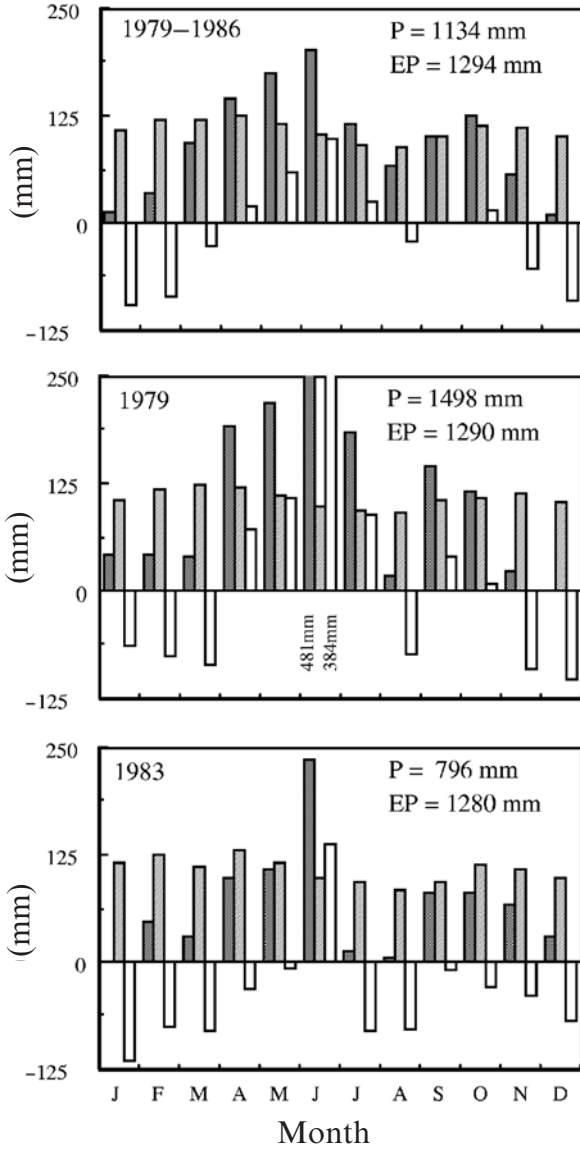 250
1979–1986
P = 1134 mm
EP = 1294 mm
125
(mm)
0
-125
250
1979
P = 1498 mm
EP = 1290 mm
125
(mm)
0
481mm
384mm
-125
250
1983
P = 796 mm
EP = 1280 mm
125
(mm)
0
-125
J F M A M J J A S O N D
Month